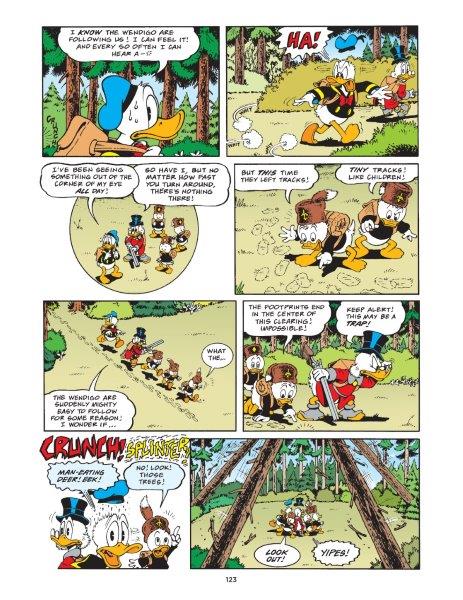 I KNOW THE WENDIGO ARE
FOLLOWING US! I CAN FEEL IT!
AND EVERY SO OFTEN I CAN
HEAR A-?
CRUNCH
HA!
I'VE BEEN SEEING
SOMETHING OUT OF THE
CORNER OF MY EYE
ALL DAY!
SO HAVE I, BUT NO
MATTER HOW FAST
YOU TURN AROUND,
THERE'S NOTHING
THERE!
BUT THIS TIME
THEY LEFT TRACKS!
TINY TRACKS!
LIKE CHILDREN!
THE WENDIGO ARE
SUDDENLY MIGHTY
EASY TO FOLLOW
FOR SOME REASON;
I WONDER IF...
WHAT
THE...
THE FOOTPRINTS END
IN THE CENTER OF
THIS CLEARING!
IMPOSSIBLE!
KEEP ALERT!
THIS MAY BE A
TRAP!
CRUNCH! SPLINTER!
MAN-EATING
DEER! EEK!
NO! LOOK!
THOSE
TREES!
LOOK
OUT!
YIPES!
123